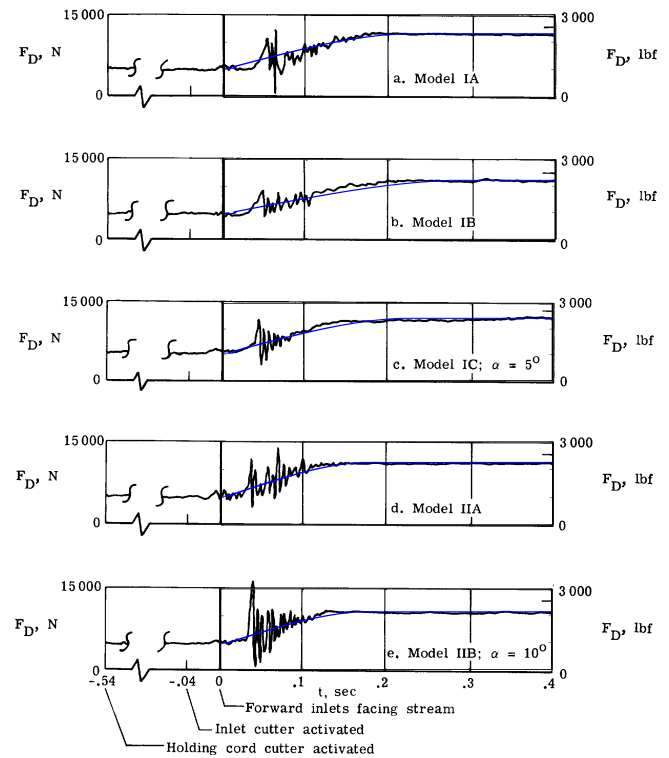 15 000 3 000
F_D, N F_D, lbf
a. Model IA
0 0
15 000 3 000
F_D, N F_D, lbf
b. Model IB
0 0
15 000 3 000
F_D, N F_D, lbf
c. Model IC; α = 5°
0 0
15 000 3 000
F_D, N F_D, lbf
d. Model IIA
0 0
15 000 3 000
F_D, N F_D, lbf
e. Model IIB; α = 10°
0 0
-.54 -.04 0 .1 .2 .3 .4
t, sec
Forward inlets facing stream
Inlet cutter activated
Holding cord cutter activated